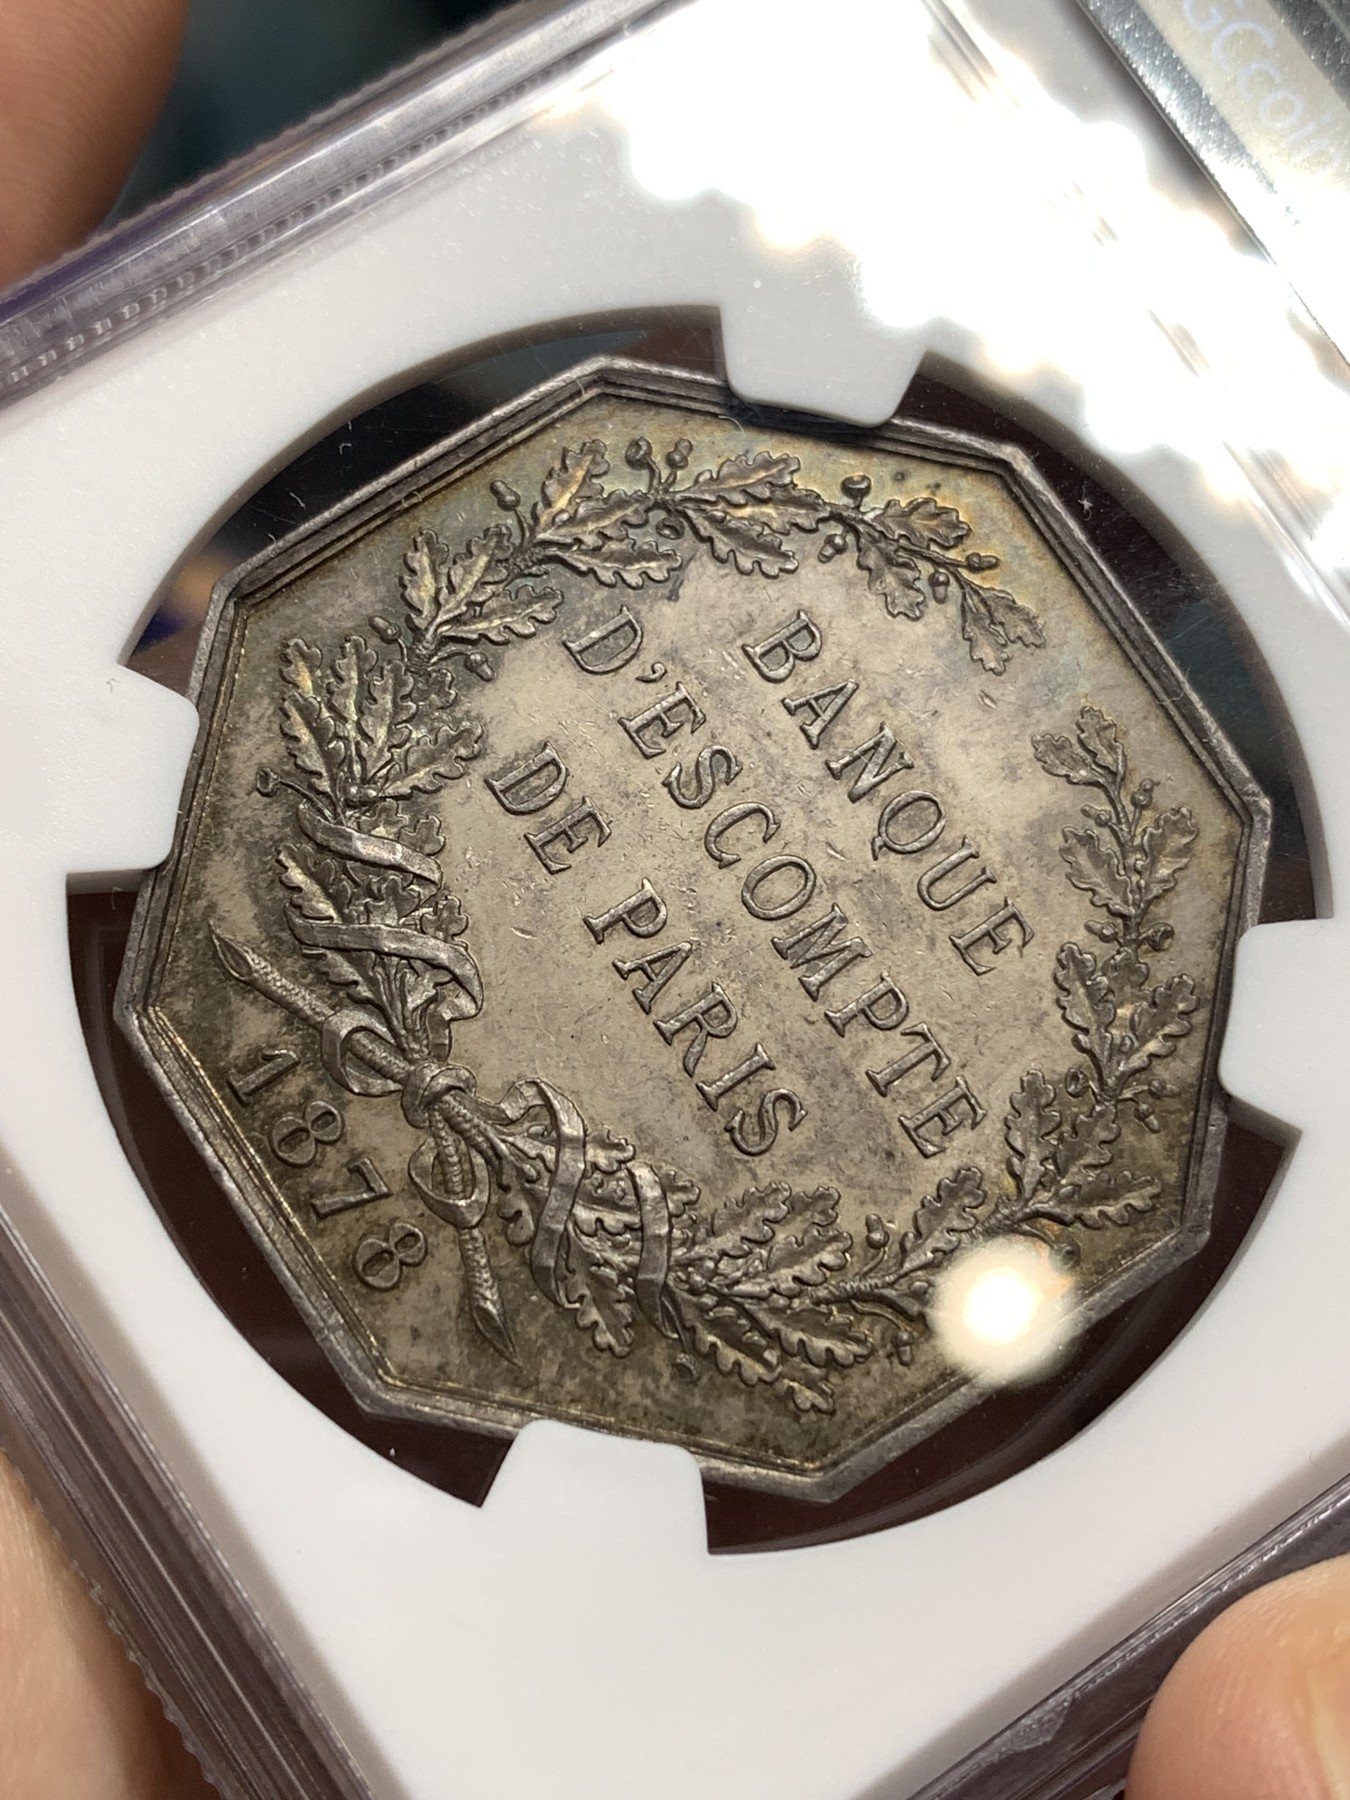 BANQUE
D'ESCOMPTE
DE PARIS
1878